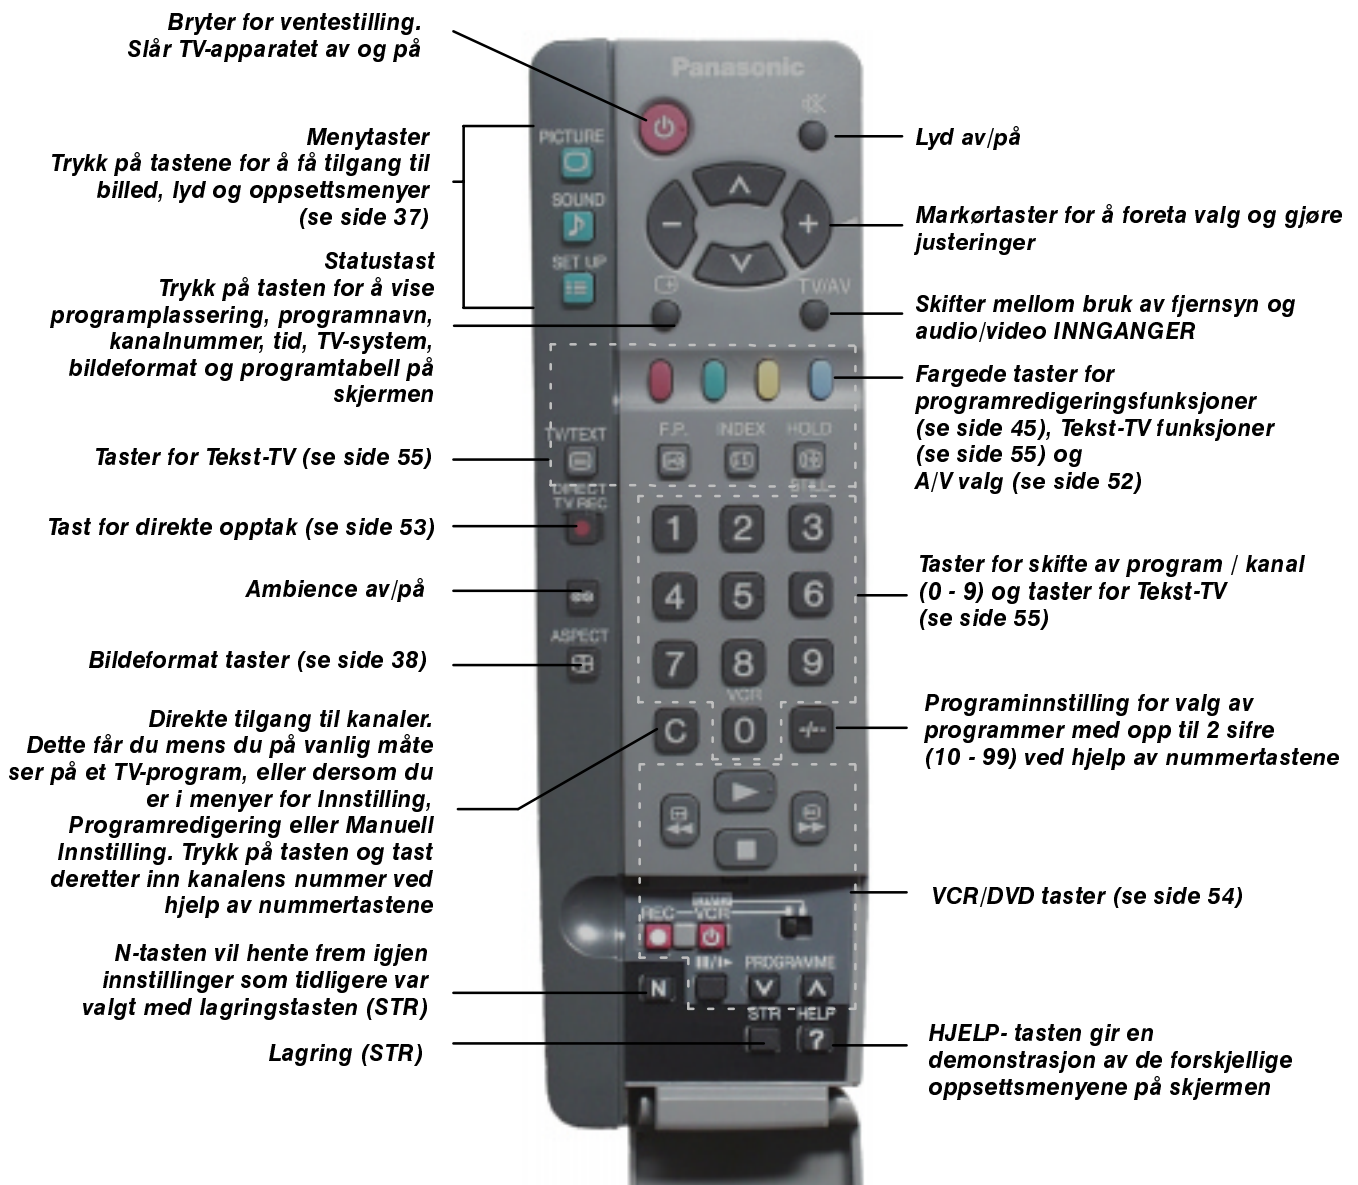 Bryter for ventestilling.
Slår TV-apparatet av og på
Menytaster
Trykk på tastene for å få tilgang til
billed, lyd og oppsettsmenyer
(se side 37)
Statustast
Trykk på tasten for å vise
programplassering, programnavn,
kanalnummer, tid, TV-system,
bildeformat og programtabell på
skjermen
Taster for Tekst-TV (se side 55)
Tast for direkte opptak (se side 53)
Ambience av/på
Bildeformat taster (se side 38)
Direkte tilgang til kanaler.
Dette får du mens du på vanlig måte
ser på et TV-program, eller dersom du
er i menyer for Innstilling,
Programredigering eller Manuell
Innstilling. Trykk på tasten og tast
deretter inn kanalens nummer ved
hjelp av nummertastene
N-tasten vil hente frem igjen
innstillinger som tidligere var
valgt med lagringstasten (STR)
Lagring (STR)
Panasonic
PICTURE
SOUND
SET UP
TV/AV
TV/TEXT
F.P. INDEX HOLD
STILL
DIRECT
TV REC
1 2 3
4 5 6
ASPECT
7 8 9
VCR
C 0 -/--
REC VCR
II/I▶ PROGRAMME
N
STR HELP
?
Lyd av/på
Markørtaster for å foreta valg og gjøre
justeringer
Skifter mellom bruk av fjernsyn og
audio/video INNGANGER
Fargede taster for
programredigeringsfunksjoner
(se side 45), Tekst-TV funksjoner
(se side 55) og
A/V valg (se side 52)
Taster for skifte av program / kanal
(0 - 9) og taster for Tekst-TV
(se side 55)
Programinnstilling for valg av
programmer med opp til 2 sifre
(10 - 99) ved hjelp av nummertastene
VCR/DVD taster (se side 54)
HJELP- tasten gir en
demonstrasjon av de forskjellige
oppsettsmenyene på skjermen